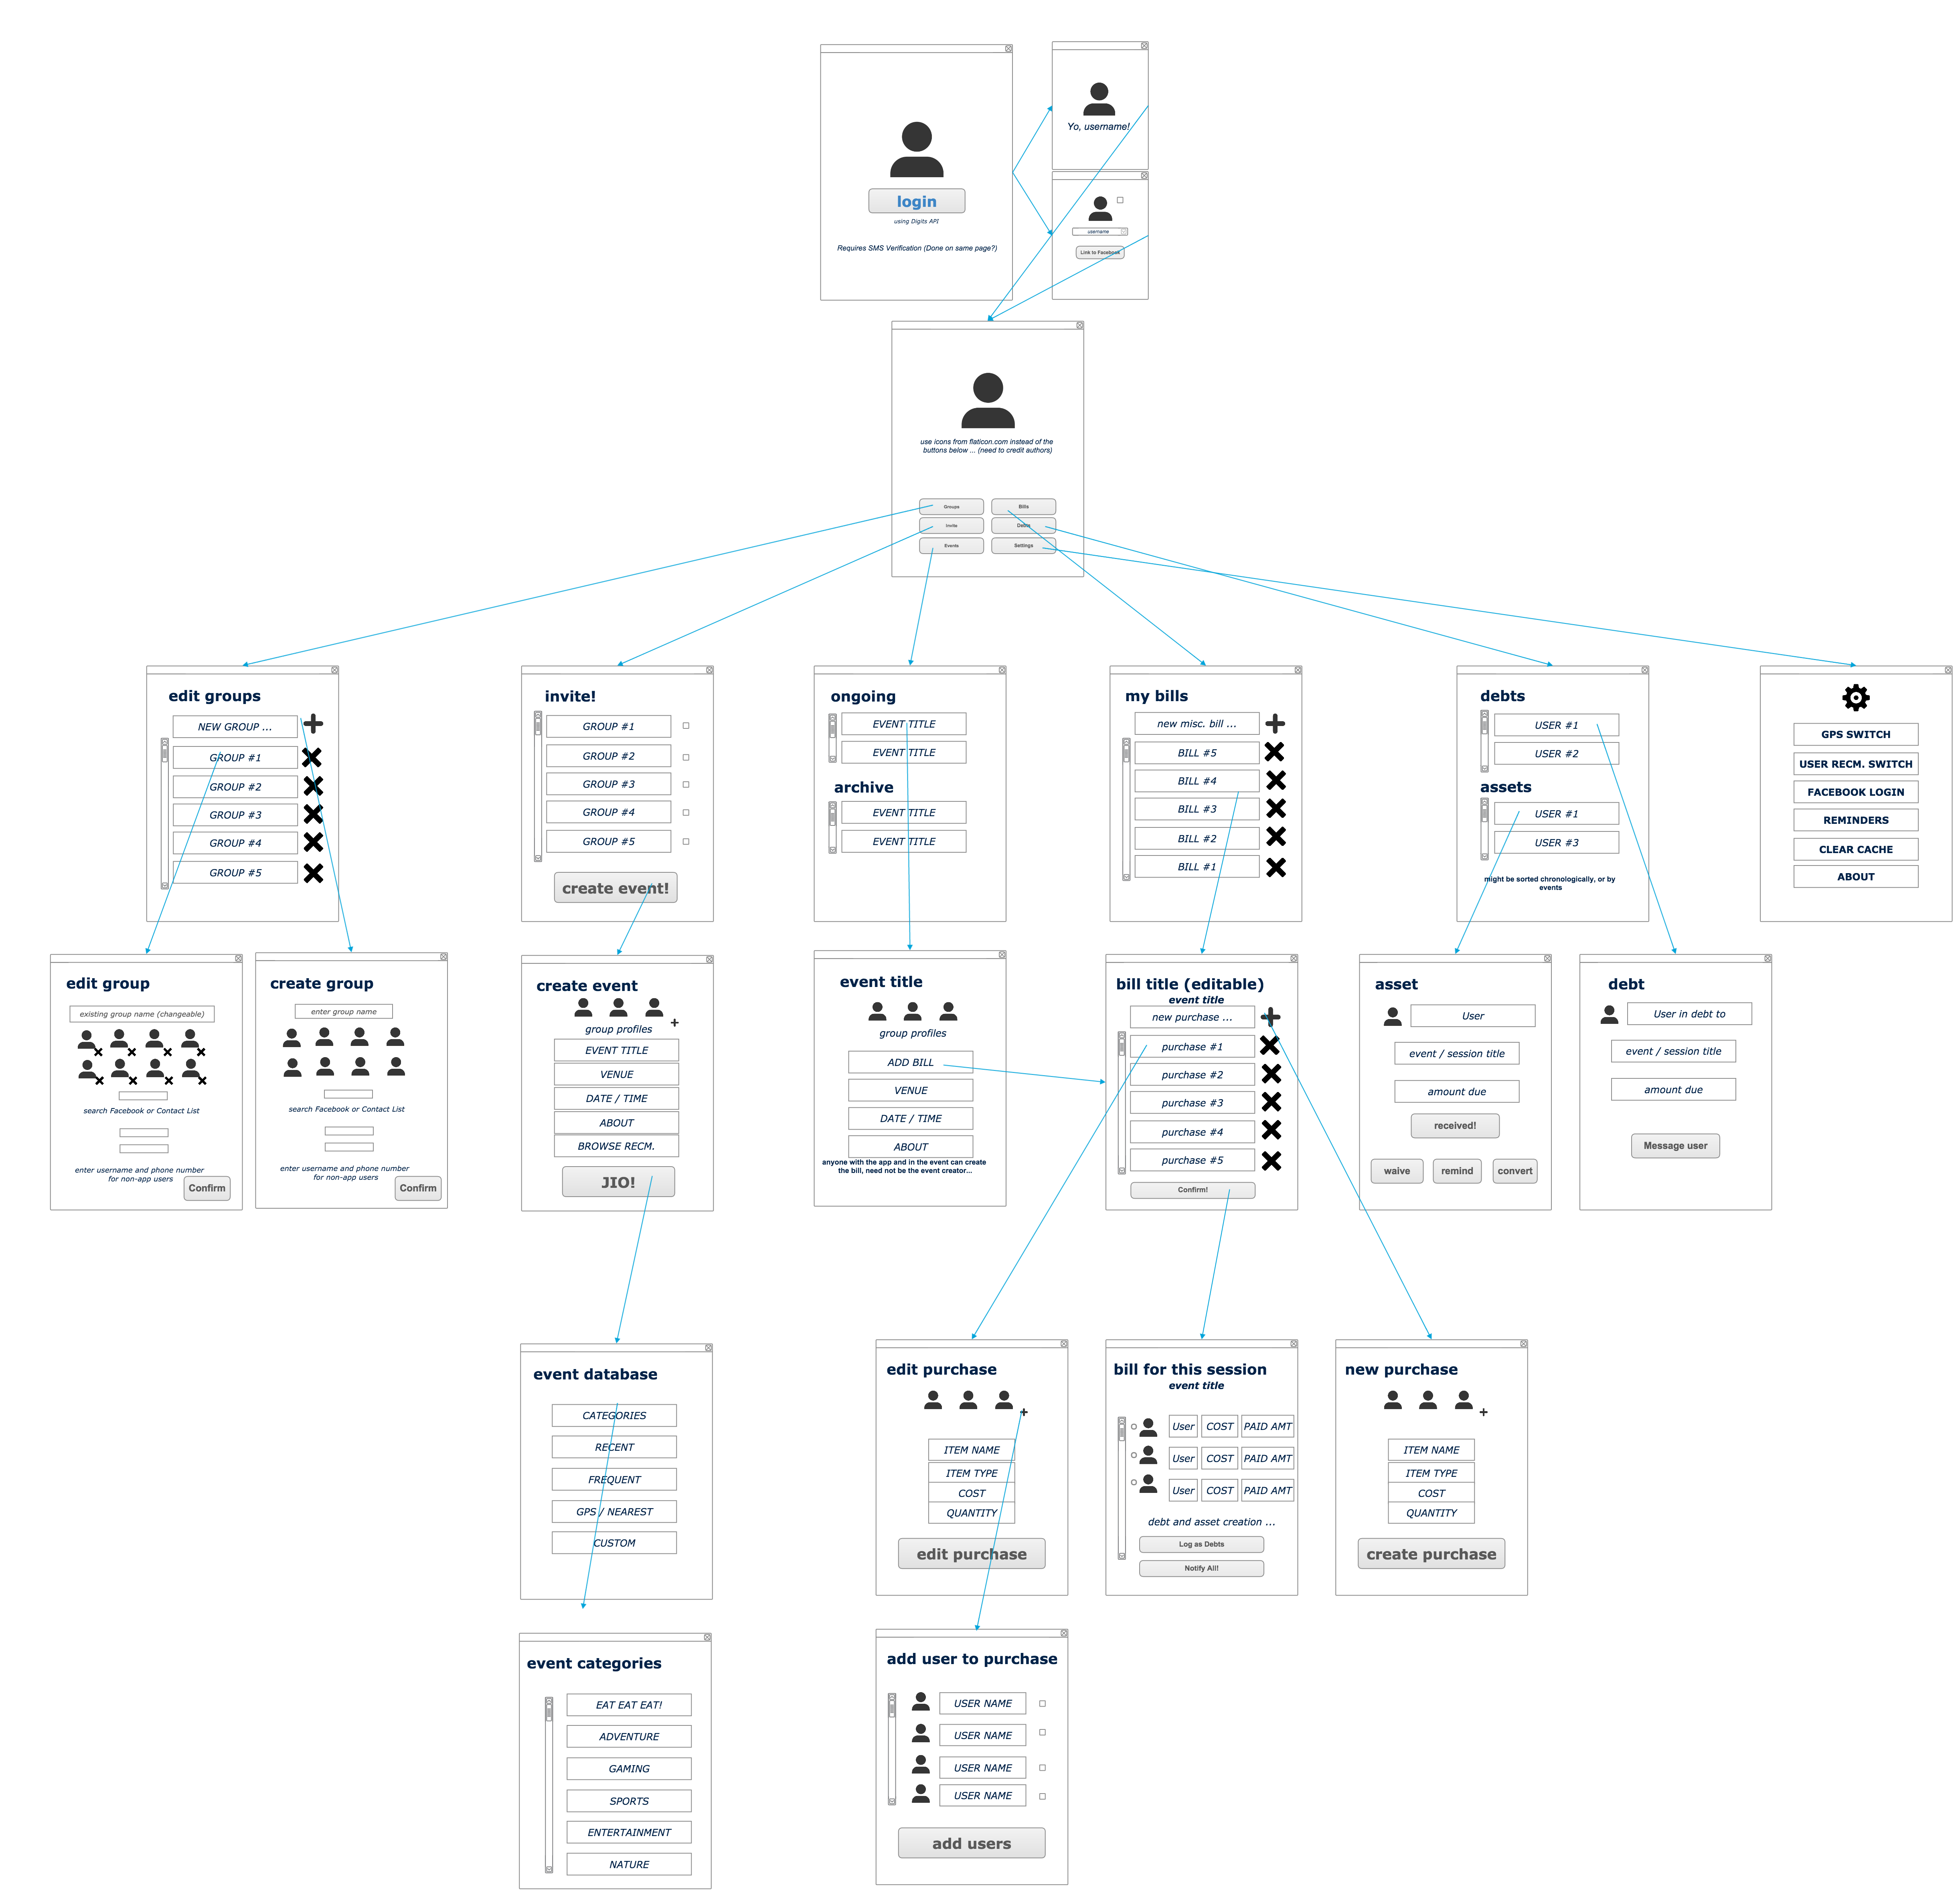 login
using Digits API
Requires SMS Verification (Done on same page?)
Yo, username!
username
Link to Facebook
use icons from flaticon.com instead of the
buttons below ... (need to credit authors)
Groups
Bills
Invite
Debts
Events
Settings
edit groups
NEW GROUP ...
GROUP #1
GROUP #2
GROUP #3
GROUP #4
GROUP #5
invite!
GROUP #1
GROUP #2
GROUP #3
GROUP #4
GROUP #5
create event!
ongoing
EVENT TITLE
EVENT TITLE
archive
EVENT TITLE
EVENT TITLE
my bills
new misc. bill ...
BILL #5
BILL #4
BILL #3
BILL #2
BILL #1
debts
USER #1
USER #2
assets
USER #1
USER #3
might be sorted chronologically, or by
events
GPS SWITCH
USER RECM. SWITCH
FACEBOOK LOGIN
REMINDERS
CLEAR CACHE
ABOUT
edit group
existing group name (changeable)
search Facebook or Contact List
enter username and phone number
for non-app users
Confirm
create group
enter group name
search Facebook or Contact List
enter username and phone number
for non-app users
Confirm
create event
group profiles
EVENT TITLE
VENUE
DATE / TIME
ABOUT
BROWSE RECM.
JIO!
event title
group profiles
ADD BILL
VENUE
DATE / TIME
ABOUT
anyone with the app and in the event can create
the bill, need not be the event creator...
bill title (editable)
event title
new purchase ...
purchase #1
purchase #2
purchase #3
purchase #4
purchase #5
Confirm!
asset
User
event / session title
amount due
received!
waive
remind
convert
debt
User in debt to
event / session title
amount due
Message user
event database
CATEGORIES
RECENT
FREQUENT
GPS / NEAREST
CUSTOM
edit purchase
ITEM NAME
ITEM TYPE
COST
QUANTITY
edit purchase
bill for this session
event title
User COST PAID AMT
User COST PAID AMT
User COST PAID AMT
debt and asset creation ...
Log as Debts
Notify All!
new purchase
ITEM NAME
ITEM TYPE
COST
QUANTITY
create purchase
event categories
EAT EAT EAT!
ADVENTURE
GAMING
SPORTS
ENTERTAINMENT
NATURE
add user to purchase
USER NAME
USER NAME
USER NAME
USER NAME
add users